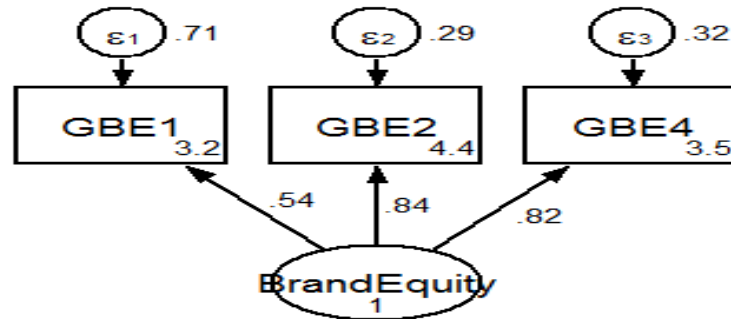 ε1 .71 ε2 .29 ε3 .32
GBE1 GBE2 GBE4
3.2 4.4 3.5
.54 .84 .82
BrandEquity
1